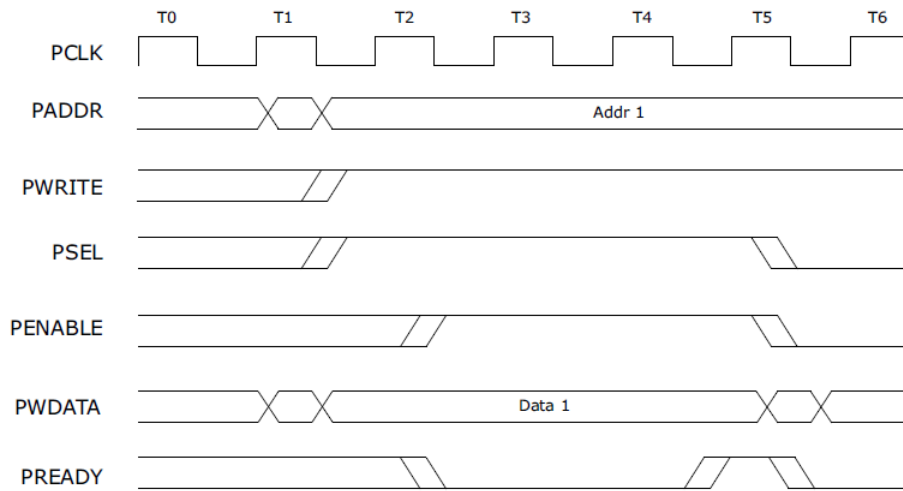 T0 T1 T2 T3 T4 T5 T6
PCLK
PADDR Addr 1
PWRITE
PSEL
PENABLE
PWDATA Data 1
PREADY